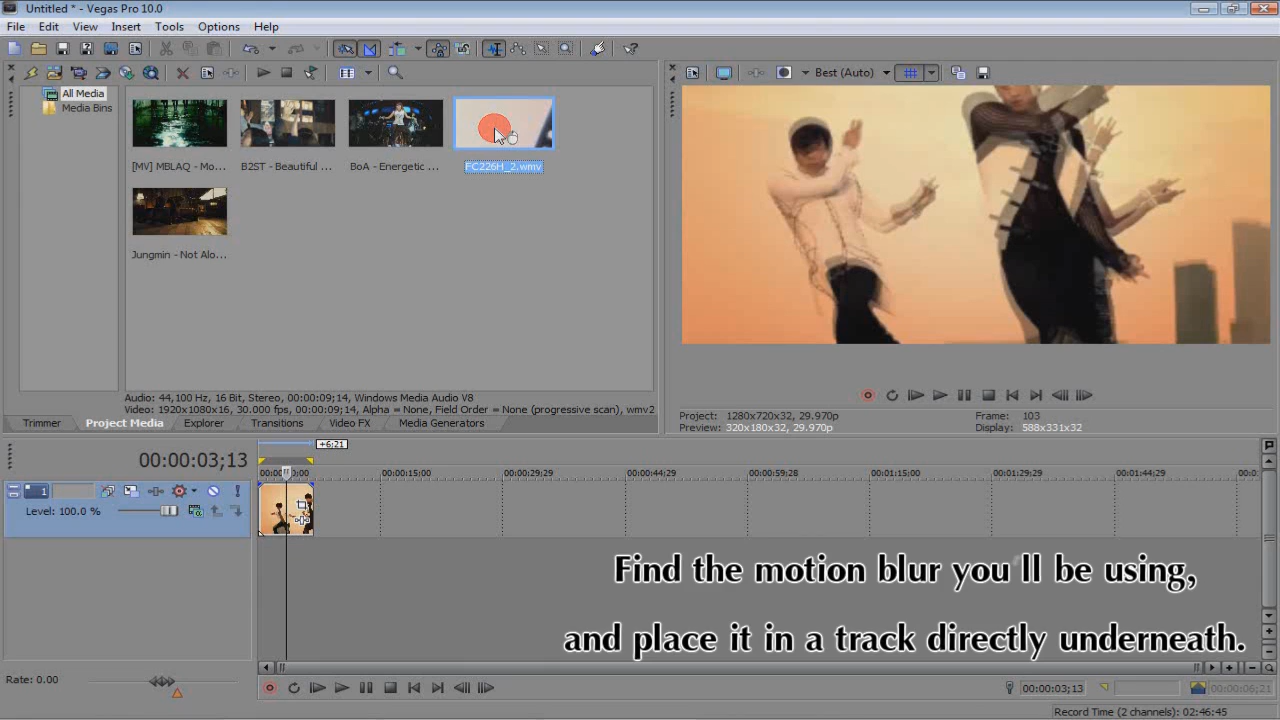 Untitled * - Vegas Pro 10.0
File Edit View Insert Tools Options Help
Best (Auto)
All Media
Media Bins
[MV] MBLAQ - Mo...
B2ST - Beautiful ...
BoA - Energetic ...
FC226H_2.wmv
Jungmin - Not Alo...
Audio: 44,100 Hz, 16 Bit, Stereo, 00:00:09;14, Windows Media Audio V8
Video: 1920x1080x16, 30.000 fps, 00:00:09;14, Alpha = None, Field Order = None (progressive scan), wmv2
Trimmer Project Media Explorer Transitions Video FX Media Generators
Project: 1280x720x32, 29.970p
Preview: 320x180x32, 29.970p
Frame: 103
Display: 588x331x32
+6;21
00:00:03;13
00:00:15;00 00:00:29;29 00:00:44;29 00:00:59;28 00:01:15;00 00:01:29;29 00:01:44;29
1
Level: 100.0 %
Find the motion blur you'll be using,
and place it in a track directly underneath.
Rate: 0.00
00:00:03;13
00:00:06;21
Record Time (2 channels): 02:46:45